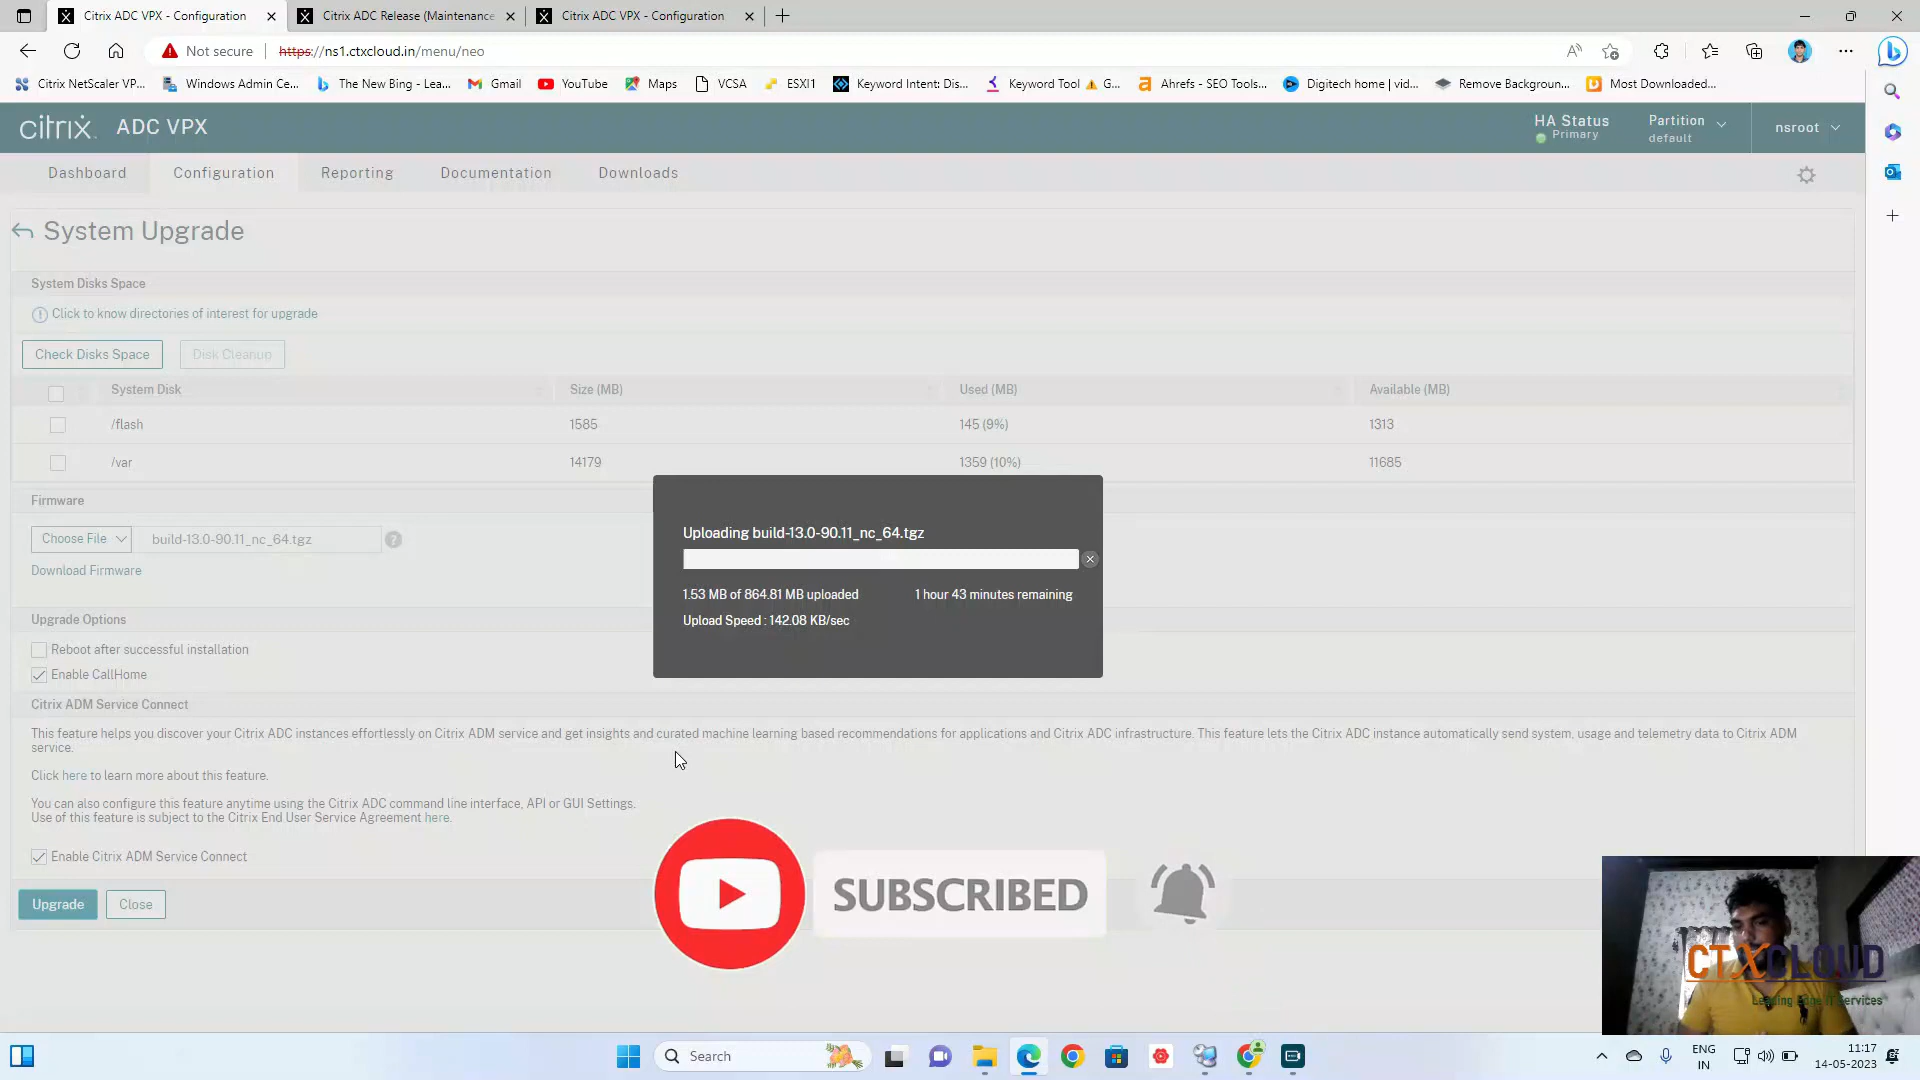 Citrix ADC VPX - Configuration
Citrix ADC Release (Maintenance
Citrix ADC VPX - Configuration
Not secure
https://ns1.ctxcloud.in/menu/neo
Citrix NetScaler VP...
Windows Admin Ce...
The New Bing - Lea...
Gmail
YouTube
Maps
VCSA
ESXI1
Keyword Intent: Dis...
Keyword Tool ⚠ G...
Ahrefs - SEO Tools...
Digitech home | vid...
Remove Backgroun...
Most Downloaded...
citrix. ADC VPX
HA Status
Primary
Partition
default
nsroot
Dashboard
Configuration
Reporting
Documentation
Downloads
System Upgrade
System Disks Space
Click to know directories of interest for upgrade
Check Disks Space
Disk Cleanup
System Disk
Size (MB)
Used (MB)
Available (MB)
/flash
1585
145 (9%)
1313
/var
14179
1359 (10%)
11685
Firmware
Choose File
build-13.0-90.11_nc_64.tgz
?
Download Firmware
Uploading build-13.0-90.11_nc_64.tgz
1.53 MB of 864.81 MB uploaded
1 hour 43 minutes remaining
Upload Speed : 142.08 KB/sec
Upgrade Options
Reboot after successful installation
Enable CallHome
Citrix ADM Service Connect
This feature helps you discover your Citrix ADC instances effortlessly on Citrix ADM service and get insights and curated machine learning based recommendations for applications and Citrix ADC infrastructure. This feature lets the Citrix ADC instance automatically send system, usage and telemetry data to Citrix ADM
service.
Click here to learn more about this feature.
You can also configure this feature anytime using the Citrix ADC command line interface, API or GUI Settings.
Use of this feature is subject to the Citrix End User Service Agreement here.
Enable Citrix ADM Service Connect
Upgrade
Close
SUBSCRIBED
CTXCLOUD
Leading Edge IT Services
Search
ENG
IN
11:17
14-05-2023